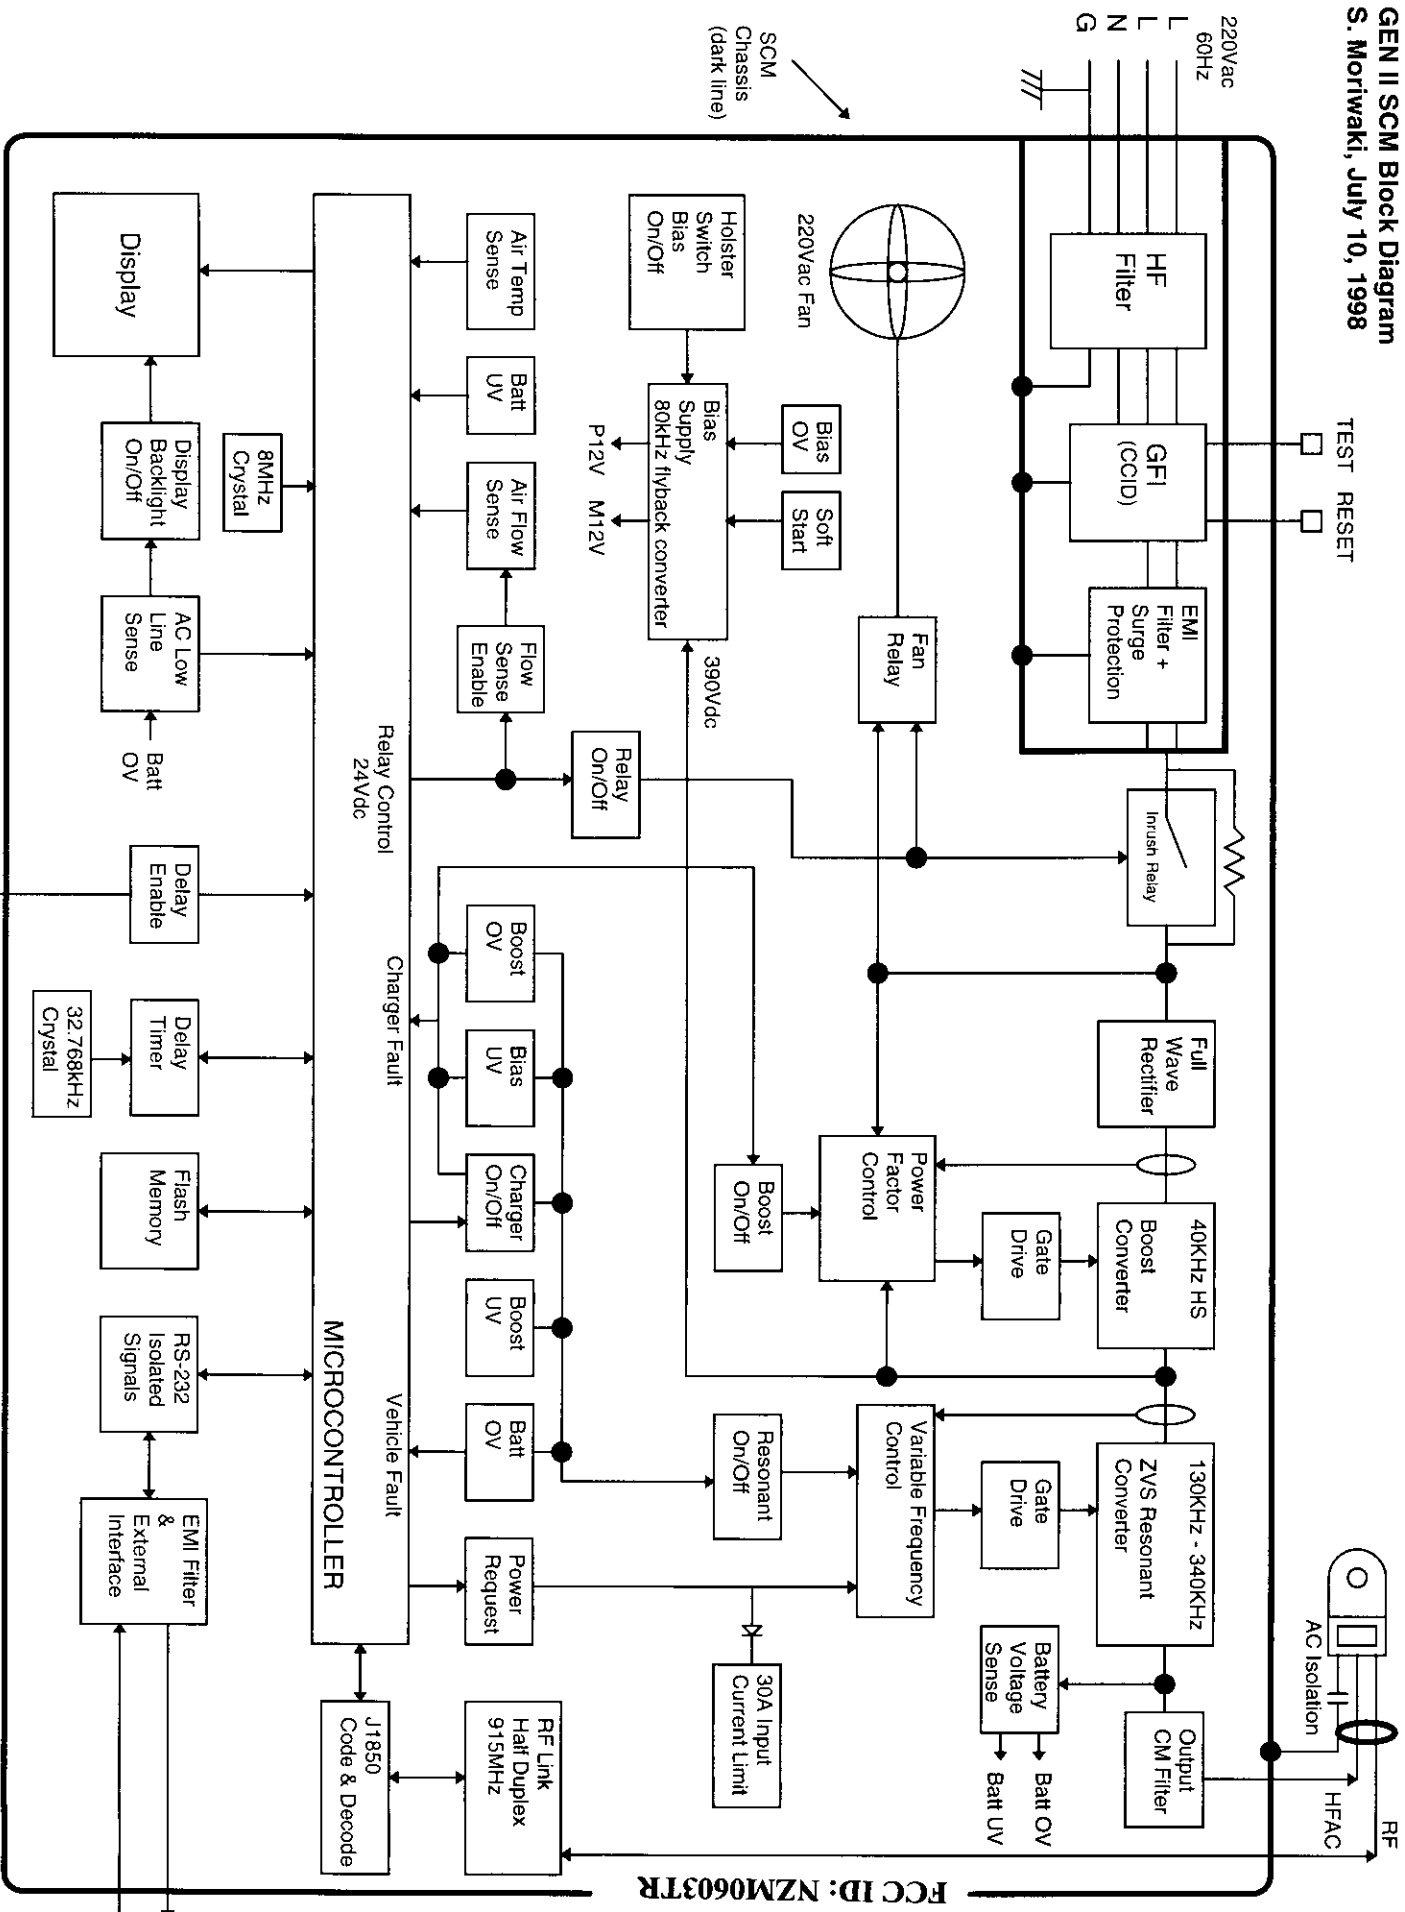 GEN II SCM Block Diagram
S. Moriwaki, July 10, 1998
TEST
RESET
220Vac
60Hz
L
L
N
G
HF
Filter
GFI
(CCID)
EMI
Filter +
Surge
Protection
Inrush Relay
Full
Wave
Rectifier
40KHz HS
Boost
Converter
130KHz - 340KHz
ZVS Resonant
Converter
Output
CM Filter
AC Isolation
HFAC
RF
SCM
Chassis
(dark line)
220Vac Fan
Fan
Relay
Power
Factor
Control
Gate
Drive
Variable Frequency
Control
Gate
Drive
Battery
Voltage
Sense
Batt OV
Batt UV
Holster
Switch
Bias
On/Off
Bias
OV
Soft
Start
Bias
Supply
80kHz flyback converter
P12V
M12V
390Vdc
Relay
On/Off
Boost
On/Off
Resonant
On/Off
30A Input
Current Limit
Air Temp
Sense
Batt
UV
Air Flow
Sense
Flow
Sense
Enable
Boost
OV
Bias
UV
Charger
On/Off
Boost
UV
Batt
OV
Power
Request
RF Link
Half Duplex
915MHz
Relay Control
24Vdc
Charger Fault
Vehicle Fault
MICROCONTROLLER
J1850
Code & Decode
Display
Display
Backlight
On/Off
8MHz
Crystal
AC Low
Line
Sense
Batt
OV
Delay
Enable
Delay
Timer
32.768kHz
Crystal
Flash
Memory
RS-232
Isolated
Signals
EMI Filter
&
External
Interface
FCC ID: NZM0603TR